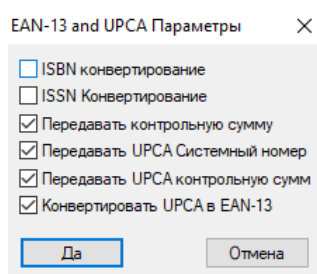 EAN-13 and UPCA Параметры
ISBN конвертирование
ISSN Конвертирование
Передавать контрольную сумму
Передавать UPCA Системный номер
Передавать UPCA контрольную сумм
Конвертировать UPCA в EAN-13
Да Отмена